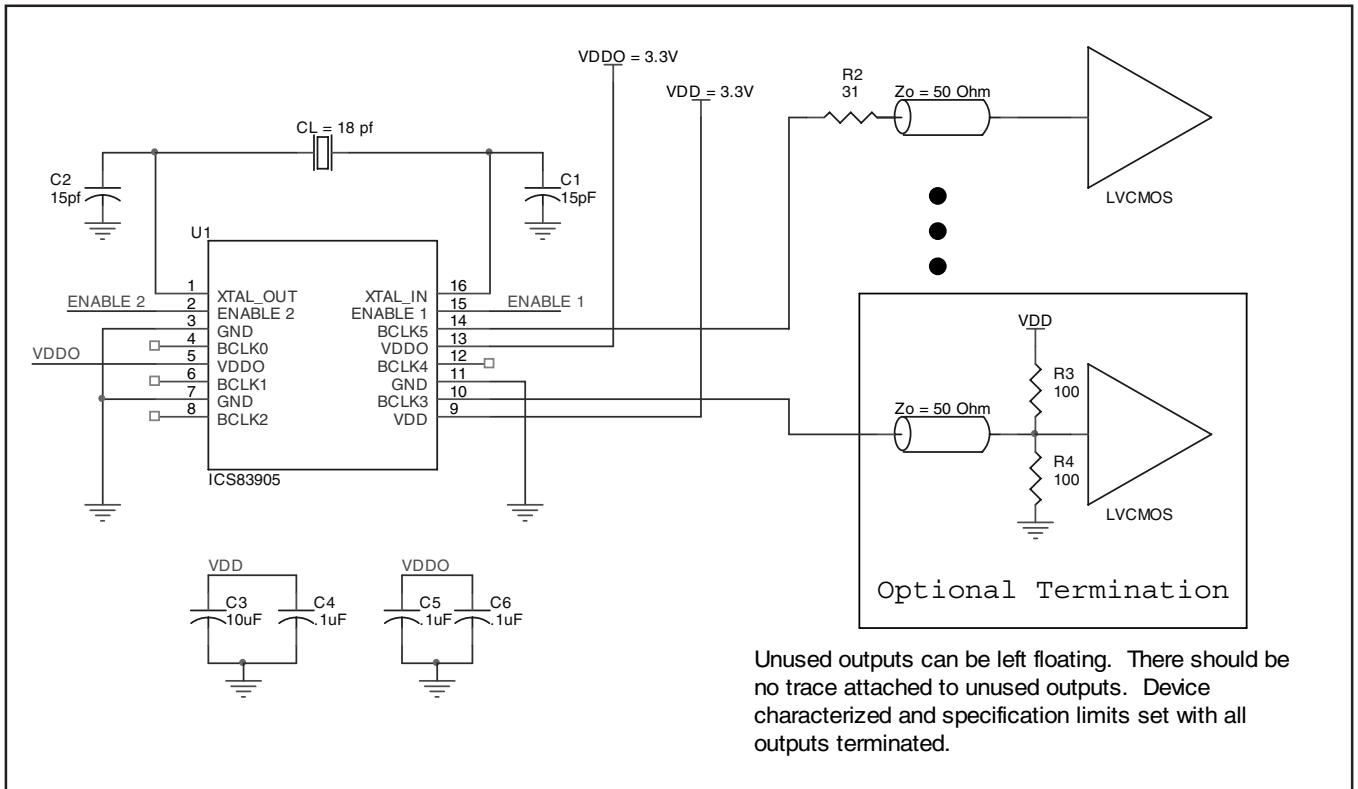 VDDO = 3.3V
VDD = 3.3V
R2
31
Zo = 50 Ohm
LVCMOS
CL = 18 pf
C2
15pf
C1
15pF
U1
1
XTAL_OUT
2
ENABLE 2
ENABLE 2
3
GND
4
BCLK0
5
VDDO
VDDO
6
BCLK1
7
GND
8
BCLK2
16
XTAL_IN
15
ENABLE 1
ENABLE 1
14
BCLK5
13
VDDO
12
BCLK4
11
GND
10
BCLK3
9
VDD
ICS83905
VDD
R3
100
Zo = 50 Ohm
R4
100
LVCMOS
Optional Termination
VDD
C3
10uF
C4
.1uF
VDDO
C5
.1uF
C6
.1uF
Unused outputs can be left floating. There should be
no trace attached to unused outputs. Device
characterized and specification limits set with all
outputs terminated.